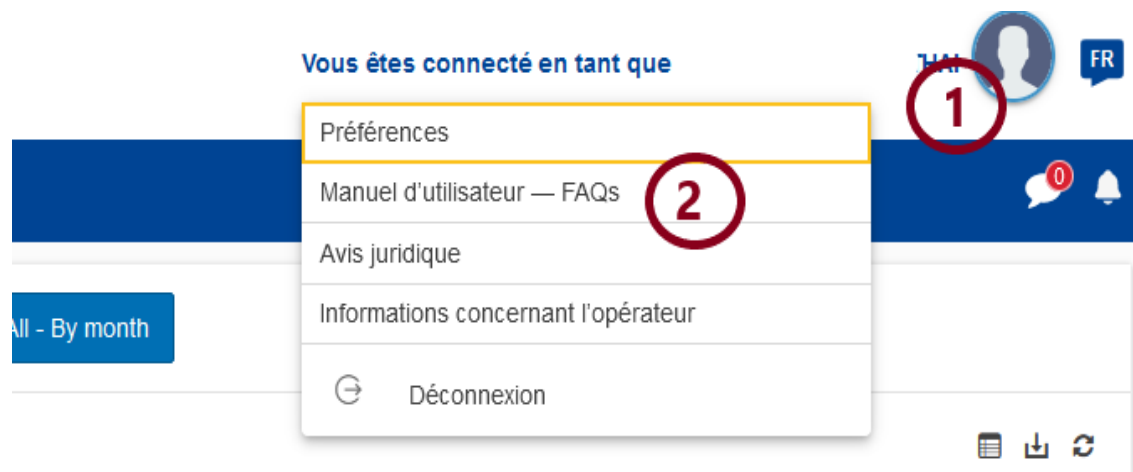 Vous êtes connecté en tant que
FR
1
Préférences
Manuel d’utilisateur — FAQs
2
0
Avis juridique
Informations concernant l’opérateur
All - By month
Déconnexion